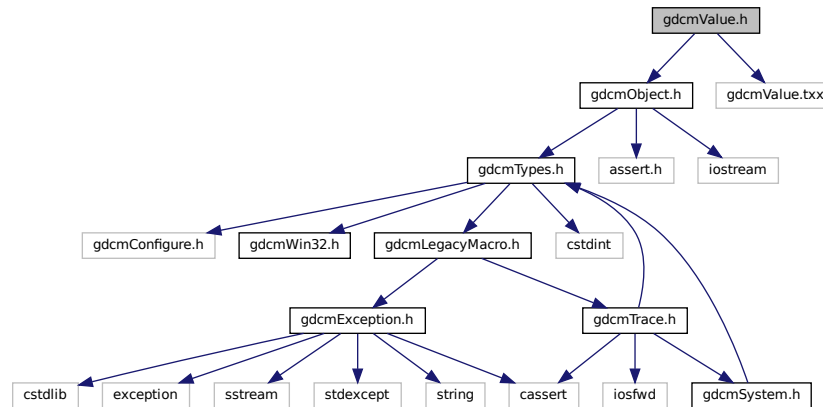 gdcmValue.h
gdcmObject.h
gdcmValue.txx
gdcmTypes.h
assert.h
iostream
gdcmConfigure.h
gdcmWin32.h
gdcmLegacyMacro.h
cstdint
gdcmException.h
gdcmTrace.h
cstdlib
exception
sstream
stdexcept
string
cassert
iosfwd
gdcmSystem.h